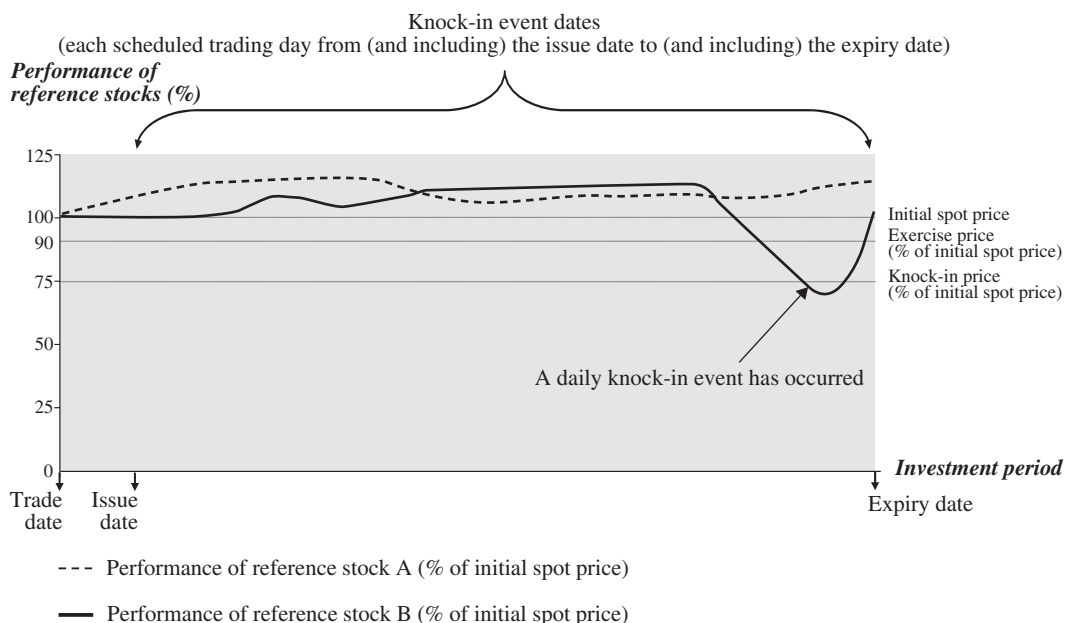 Knock-in event dates
(each scheduled trading day from (and including) the issue date to (and including) the expiry date)
Performance of
reference stocks (%)
125
100
90
75
50
25
0
Initial spot price
Exercise price
(% of initial spot price)
Knock-in price
(% of initial spot price)
A daily knock-in event has occurred
Investment period
Trade
date
Issue
date
Expiry date
Performance of reference stock A (% of initial spot price)
Performance of reference stock B (% of initial spot price)